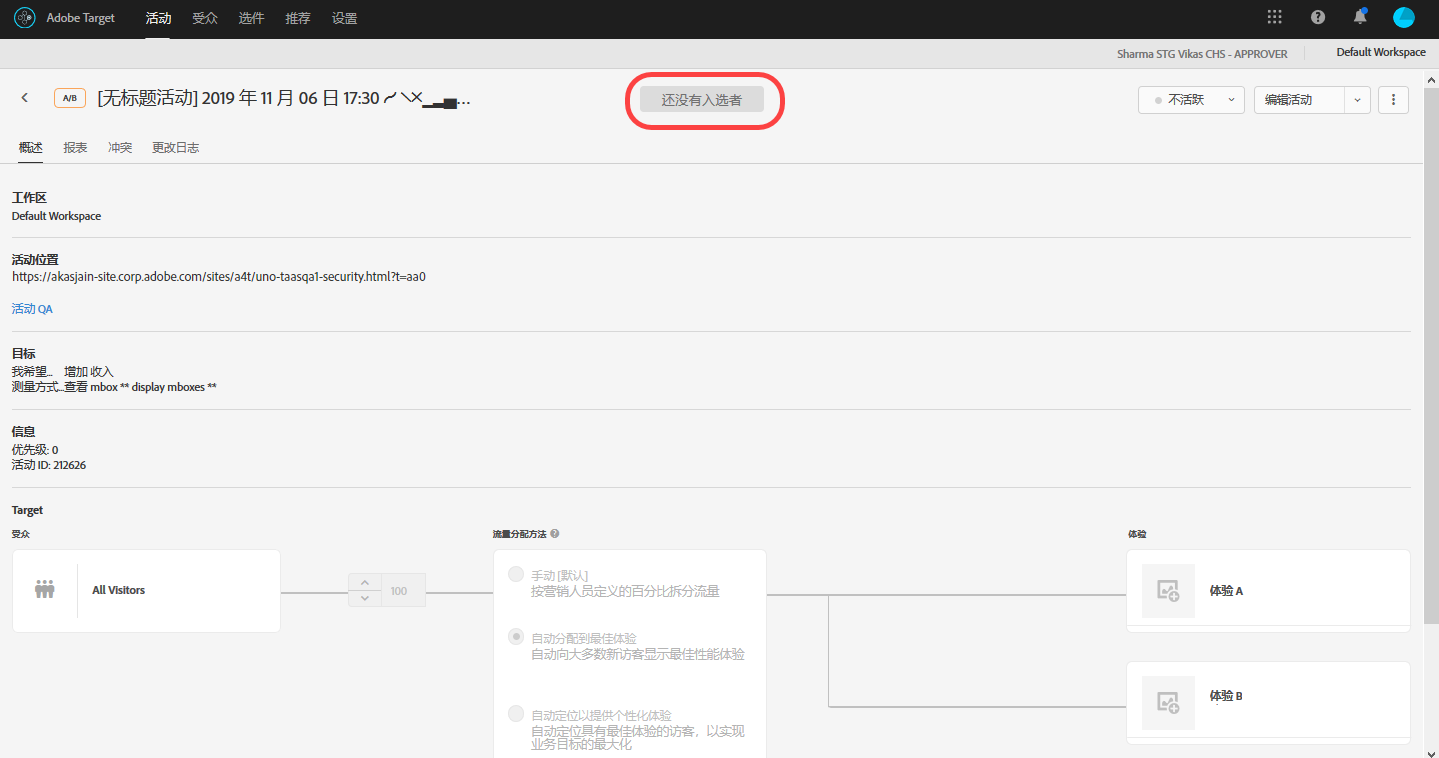 Adobe Target 活动 受众 选件 推荐 设置
Sharma STG Vikas CHS - APPROVER Default Workspace
A/B [无标题活动] 2019 年 11 月 06 日 17:30
还没有入选者
不活跃 编辑活动
概述 报表 冲突 更改日志
工作区
Default Workspace
活动位置
https://akasjain-site.corp.adobe.com/sites/a4t/uno-taasqa1-security.html?t=aa0
活动 QA
目标
我希望... 增加 收入
测量方式...查看 mbox ** display mboxes **
信息
优先级: 0
活动 ID: 212626
Target
受众 流量分配方法 体验
All Visitors
100
手动 [默认]
按营销人员定义的百分比拆分流量
自动分配到最佳体验
自动向大多数新访客显示最佳性能体验
自动定位以提供个性化体验
自动定位具有最佳体验的访客，以实现
业务目标的最大化
体验 A
体验 B